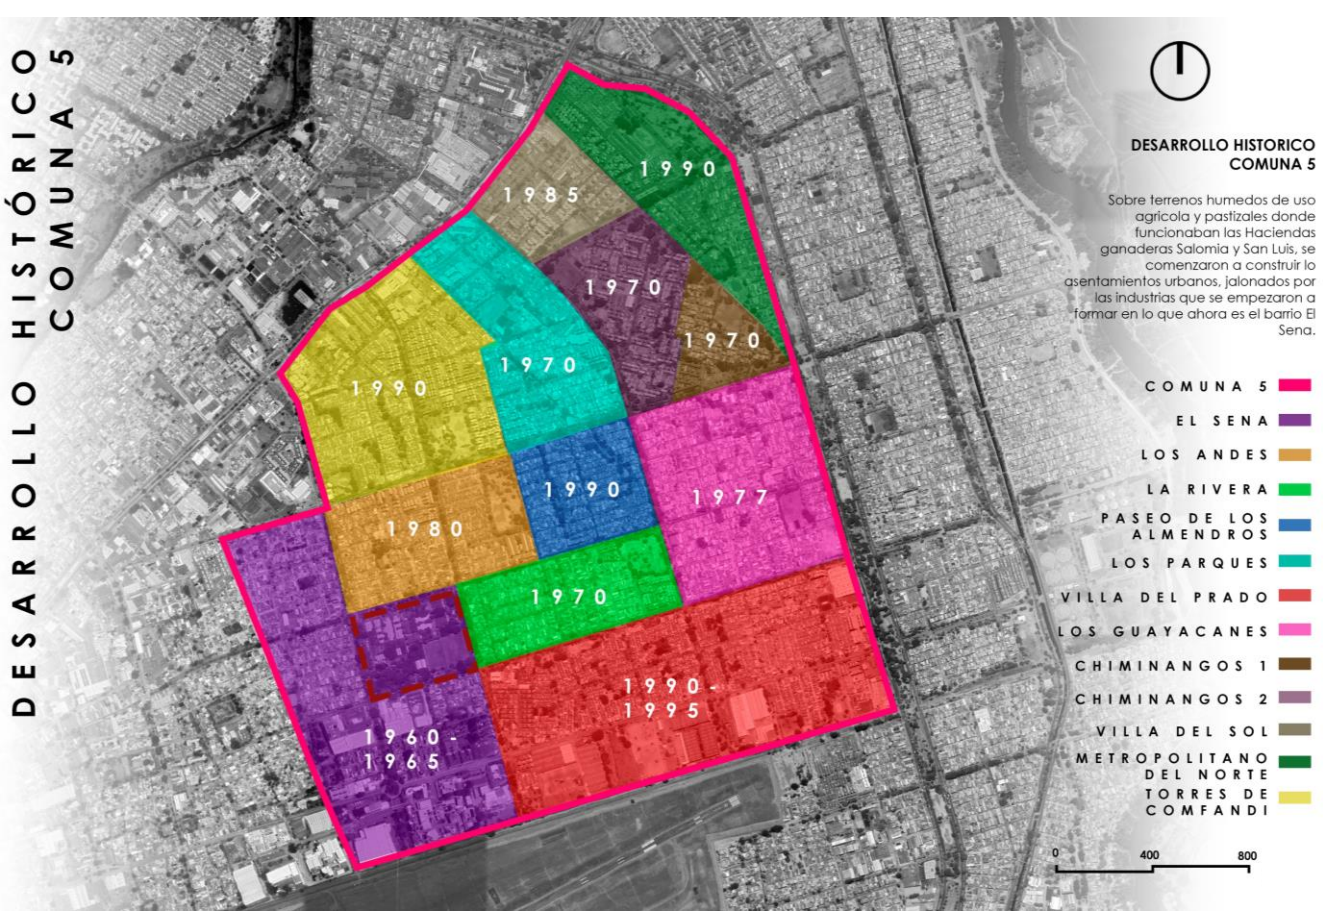 DESARROLLO HISTÓRICO
COMUNA 5
DESARROLLO HISTORICO
COMUNA 5
Sobre terrenos humedos de uso
agricola y pastizales donde
funcionaban las Haciendas
ganaderas Salomia y San Luis, se
comenzaron a construir lo
asentamientos urbanos, jalonados por
las industrias que se empezaron a
formar en lo que ahora es el barrio El
Sena.
1990
1985
1970
1970
1970
1990
1990
1977
1980
1970
1990-
1995
1960-
1965
COMUNA 5
EL SENA
LOS ANDES
LA RIVERA
PASEO DE LOS
ALMENDROS
LOS PARQUES
VILLA DEL PRADO
LOS GUAYACANES
CHIMINANGOS 1
CHIMINANGOS 2
VILLA DEL SOL
METROPOLITANO
DEL NORTE
TORRES DE
COMFANDI
0 400 800